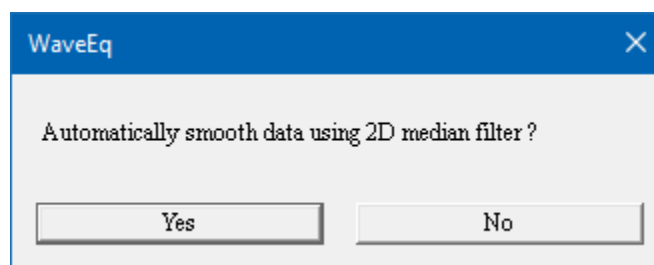 WaveEq
Automatically smooth data using 2D median filter ?
Yes
No